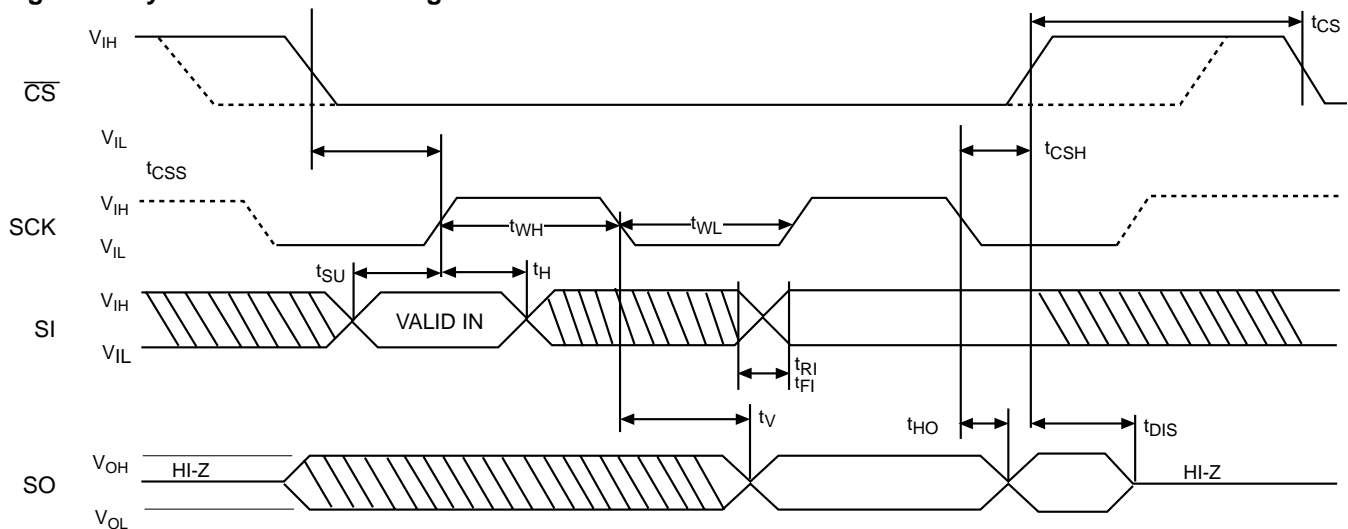 V_IH
t_CS
CS
V_IL
t_CSS
t_CSH
V_IH
SCK
t_WH
t_WL
V_IL
t_SU
t_H
V_IH
SI
VALID IN
V_IL
t_RI
t_FI
t_V
t_HO
t_DIS
V_OH
HI-Z
HI-Z
SO
V_OL